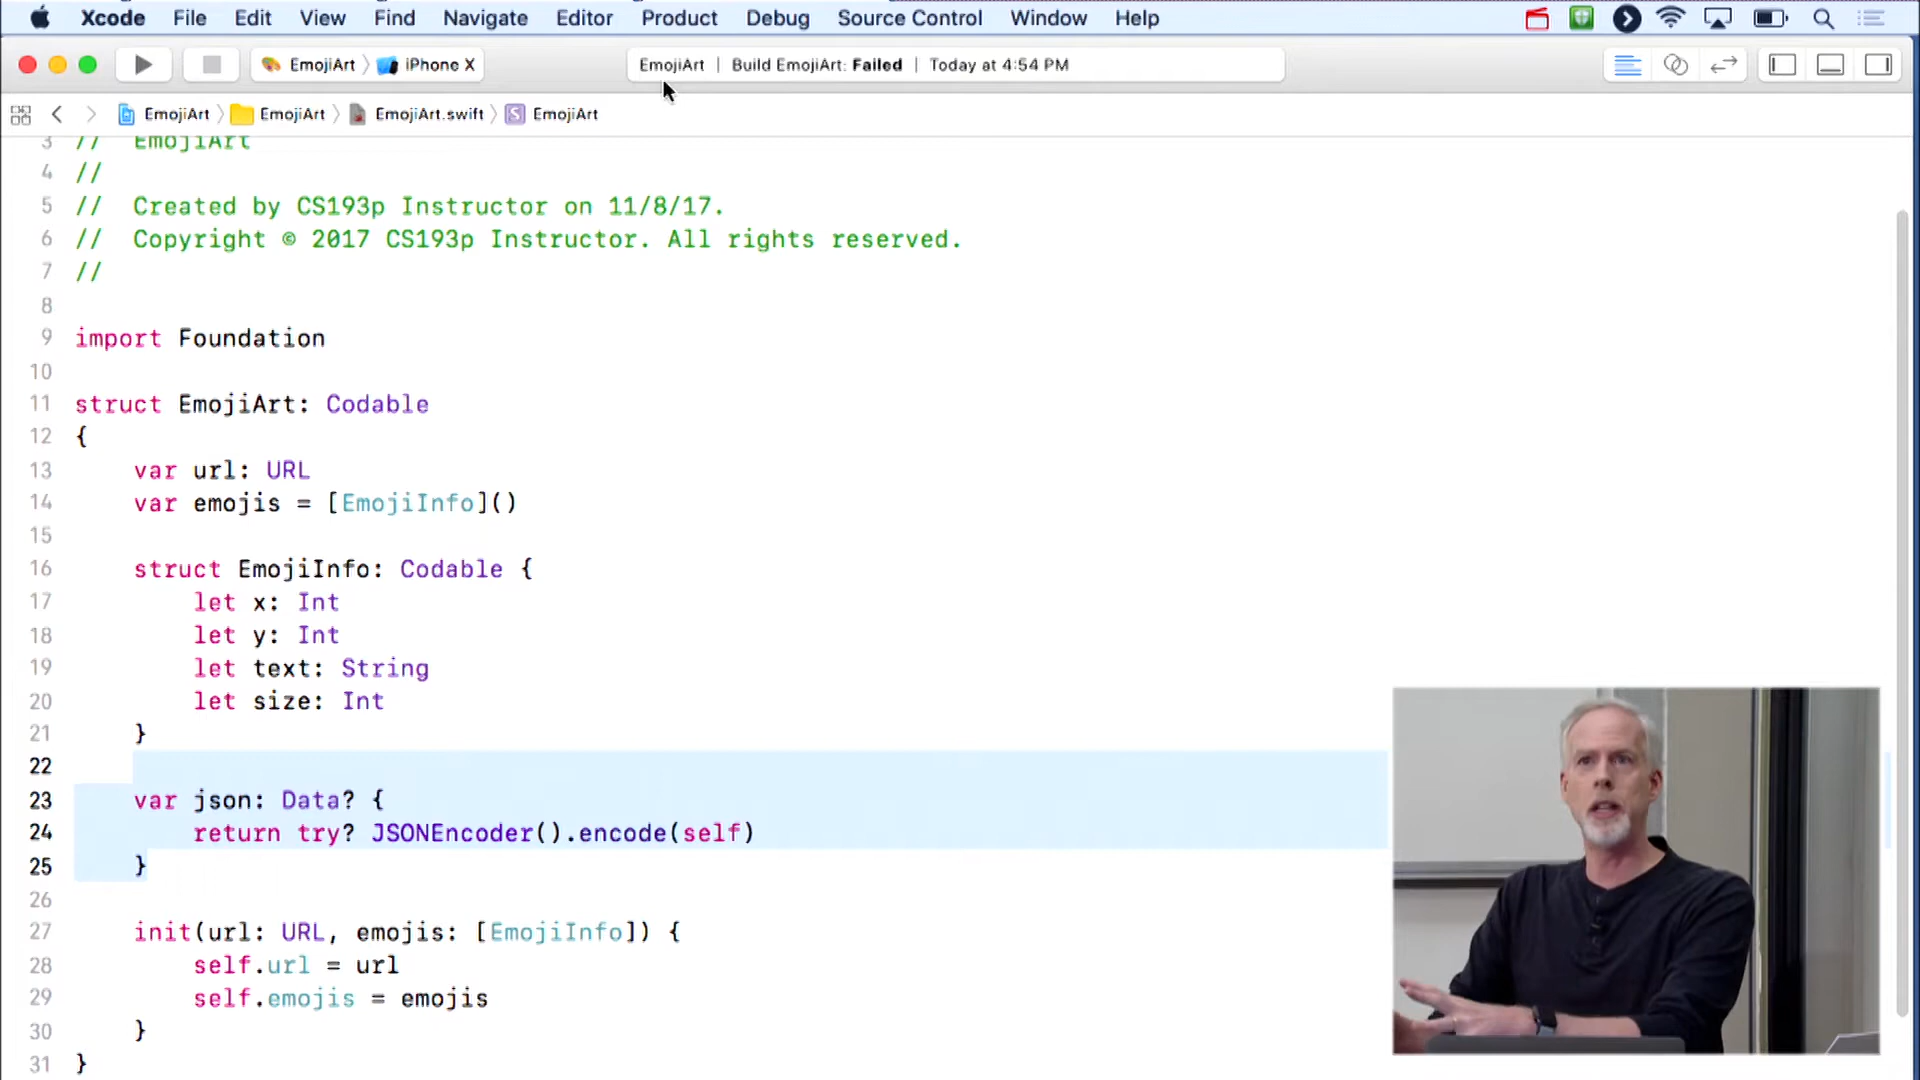 Xcode File Edit View Find Navigate Editor Product Debug Source Control Window Help
EmojiArt iPhone X EmojiArt | Build EmojiArt: Failed | Today at 4:54 PM
EmojiArt EmojiArt EmojiArt.swift EmojiArt
3 // EmojiArt
4 //
5 // Created by CS193p Instructor on 11/8/17.
6 // Copyright © 2017 CS193p Instructor. All rights reserved.
7 //
8
9 import Foundation
10
11 struct EmojiArt: Codable
12 {
13 var url: URL
14 var emojis = [EmojiInfo]()
15
16 struct EmojiInfo: Codable {
17 let x: Int
18 let y: Int
19 let text: String
20 let size: Int
21 }
22
23 var json: Data? {
24 return try? JSONEncoder().encode(self)
25 }
26
27 init(url: URL, emojis: [EmojiInfo]) {
28 self.url = url
29 self.emojis = emojis
30 }
31 }